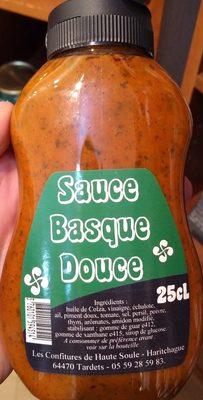 Sauce
Basque
Douce
25cL
Ingrédients :
huile de Colza, vinaigre, échalote,
ail, piment doux, tomate, sel, persil, poivre,
thym, arômates, amidon modifié,
stabilisant : gomme de guar e412,
gomme de xanthane e415, sirop de glucose.
A consommer de préférence avant :
voir sur la bouteille
Les Confitures de Haute Soule - Haritchague
64470 Tardets - 05 59 28 59 83.